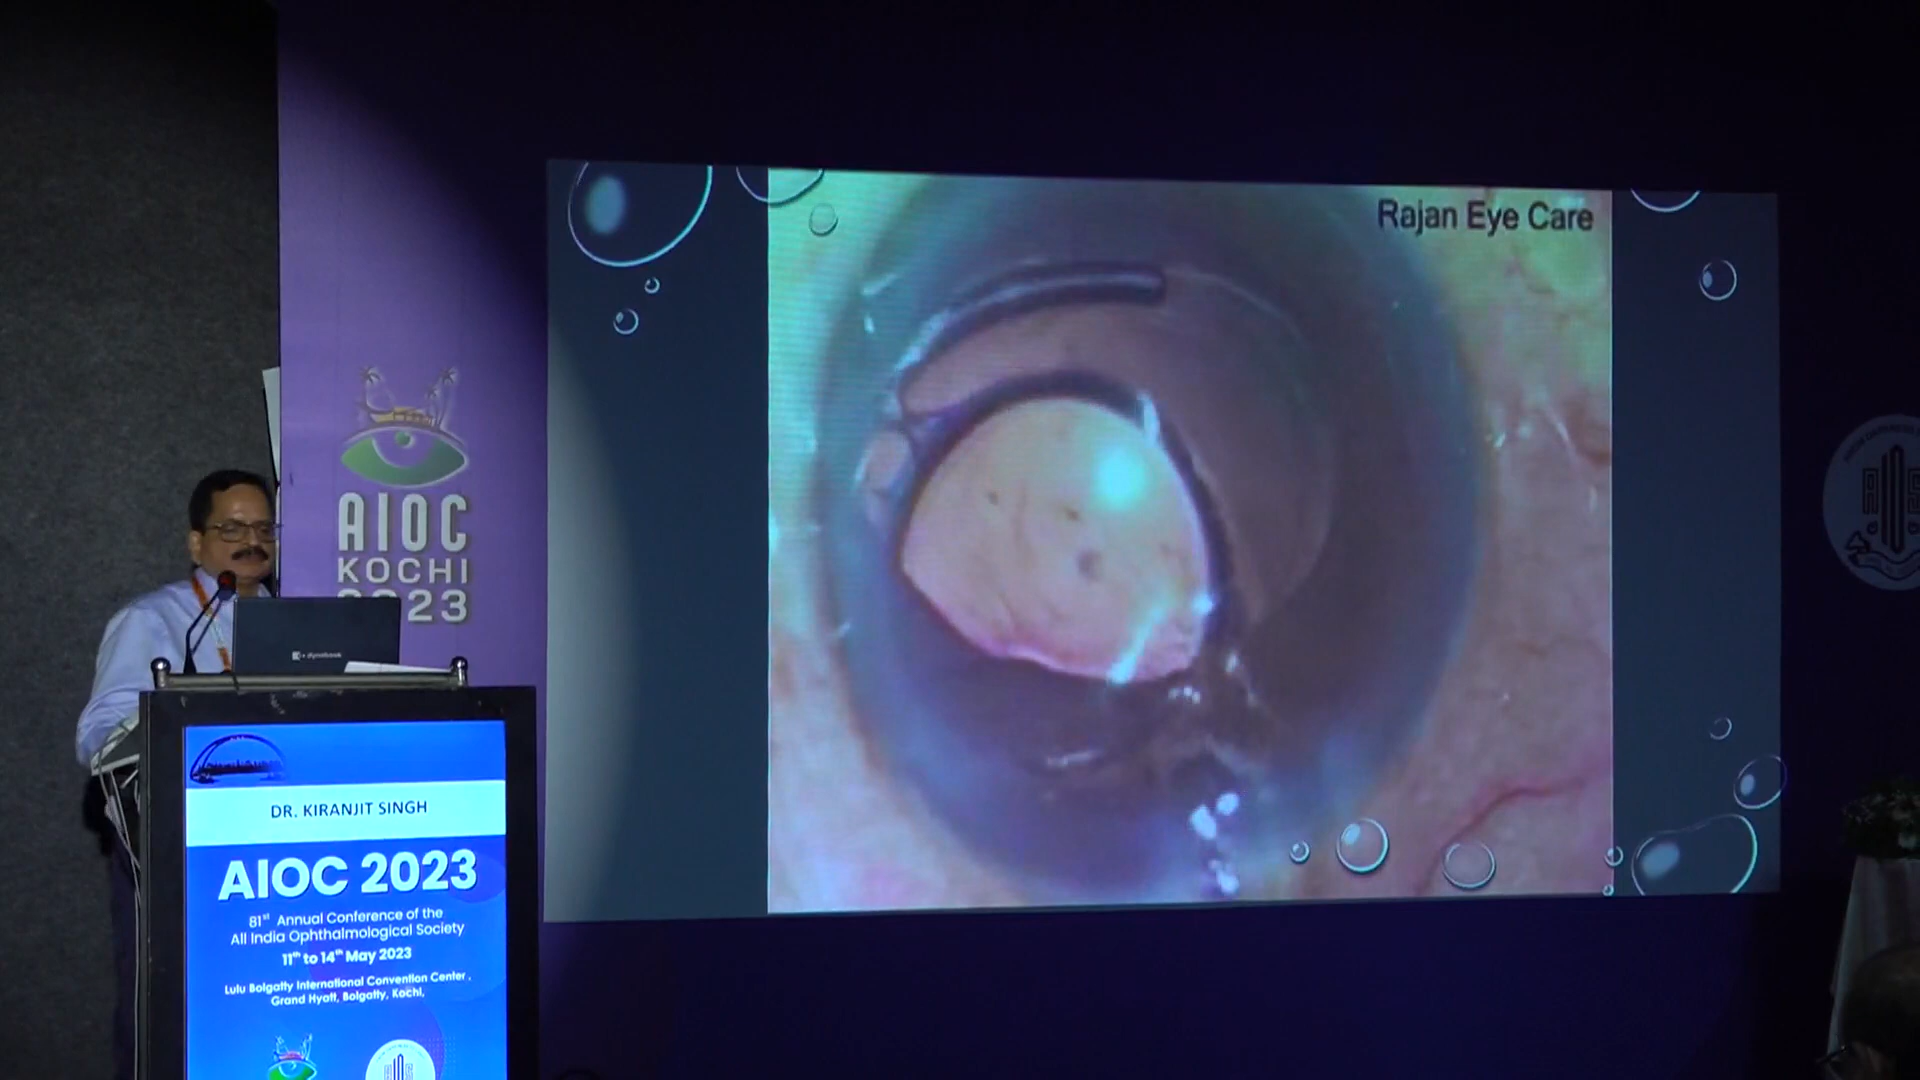 Rajan Eye Care
AIOC
KOCHI
2023
dynabook
DR. KIRANJIT SINGH
AIOC 2023
81st Annual Conference of the
All India Ophthalmological Society
11th to 14th May 2023
Lulu Bolgatty International Convention Center,
Grand Hyatt, Bolgatty, Kochi,